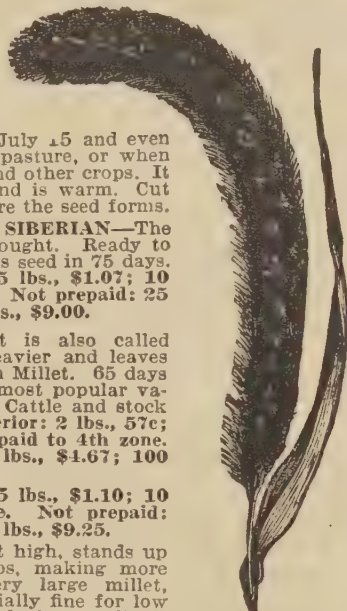 July 15 and even
pasture, or when
nd other crops. It
nd is warm. Cut
re the seed forms.
SIBERIAN—The
ought. Ready to
s seed in 75 days.
5 lbs., $1.07; 10
Not prepaid: 25
s., $9.00.
t is also called
eavier and leaves
n Millet. 65 days
most popular va-
Cattle and stock
erior: 2 lbs., 57c;
paid to 4th zone.
lbs., $4.67; 100
5 lbs., $1.10; 10
e. Not prepaid:
lbs., $9.25.
t high, stands up
ps, making more
ery large millet,
ially fine for low